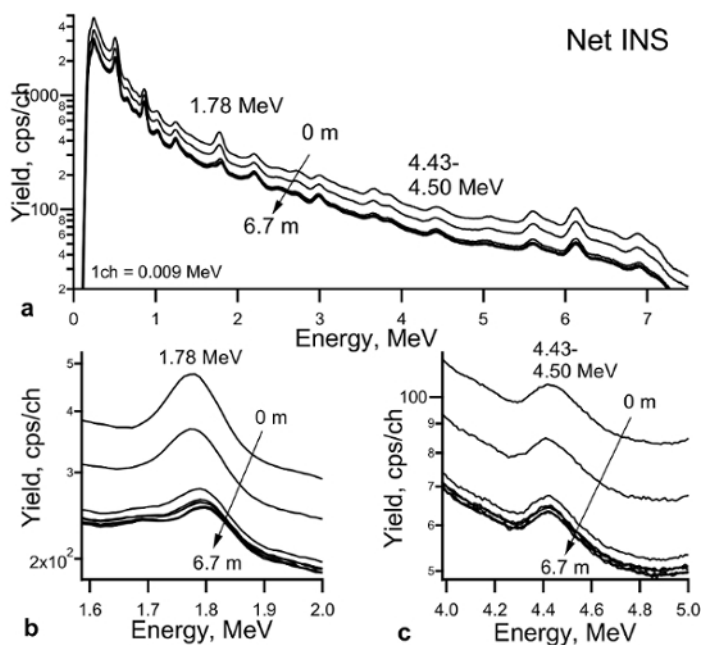 Net INS
Yield, cps/ch
4
2
1000
8
6
4
2
100
8
6
4
2
1.78 MeV
0 m
6.7 m
4.43-
4.50 MeV
1ch = 0.009 MeV
a
0 1 2 3 4 5 6 7
Energy, MeV
1.78 MeV
Yield, cps/ch
5
4
3
2x10²
0 m
6.7 m
1.6 1.7 1.8 1.9 2.0
b
Energy, MeV
4.43-
4.50 MeV
Yield, cps/ch
100
9
8
7
6
5
0 m
6.7 m
4.0 4.2 4.4 4.6 4.8 5.0
c
Energy, MeV